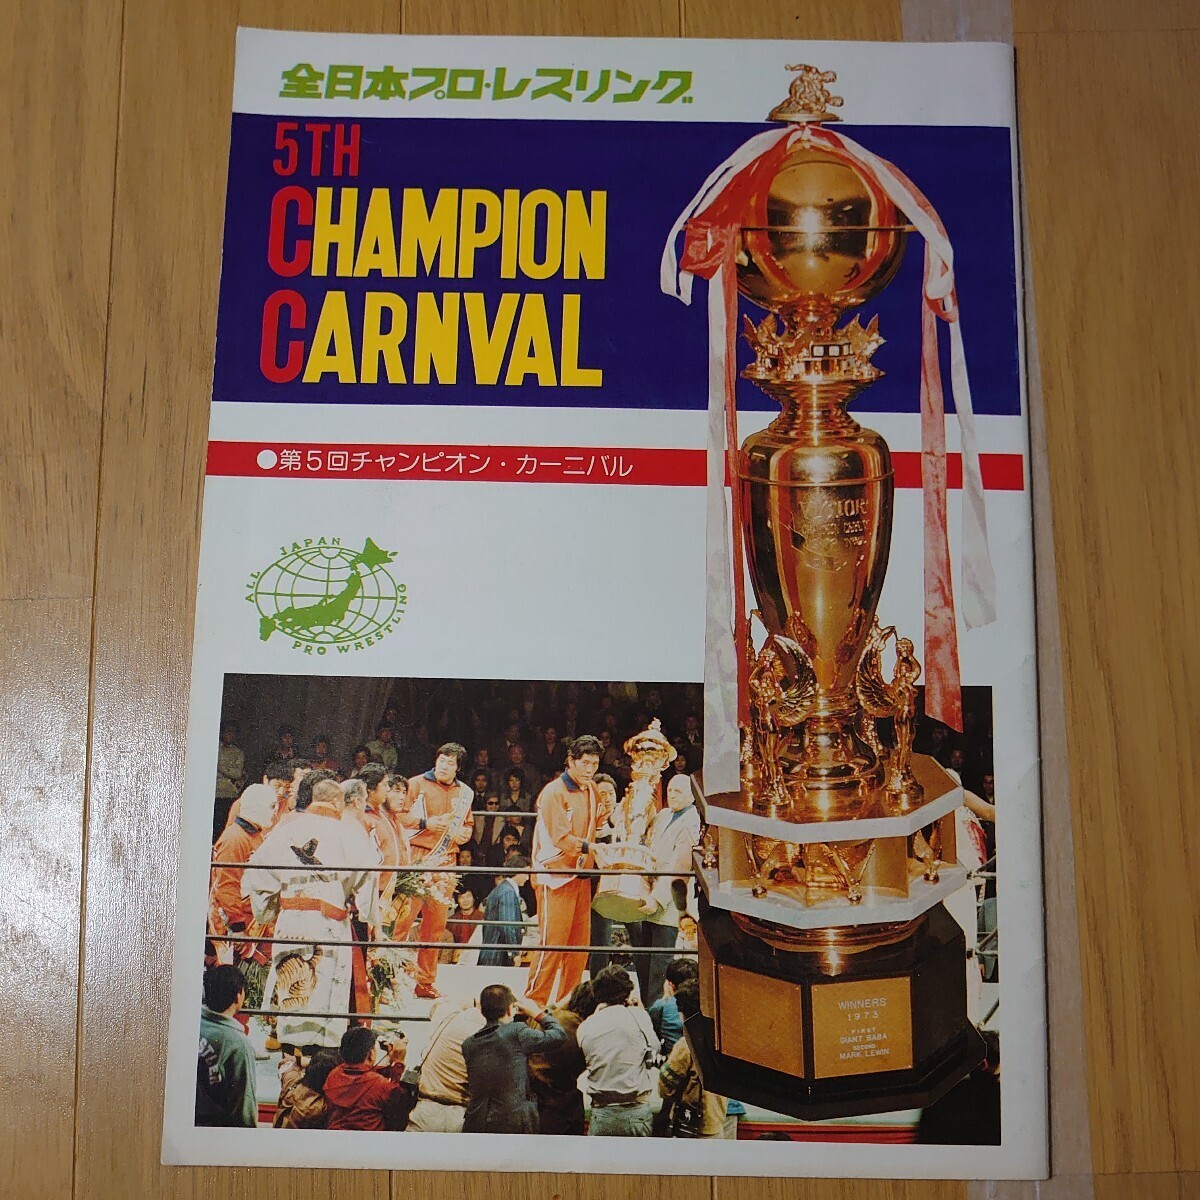 全日本プロ・レスリング
5TH
CHAMPION
CARNVAL
●第5回チャンピオン・カーニバル
ALL JAPAN
PRO WRESTLING
WINNERS
1973
FIRST
GIANT BABA
SECOND
MARK LEWIN